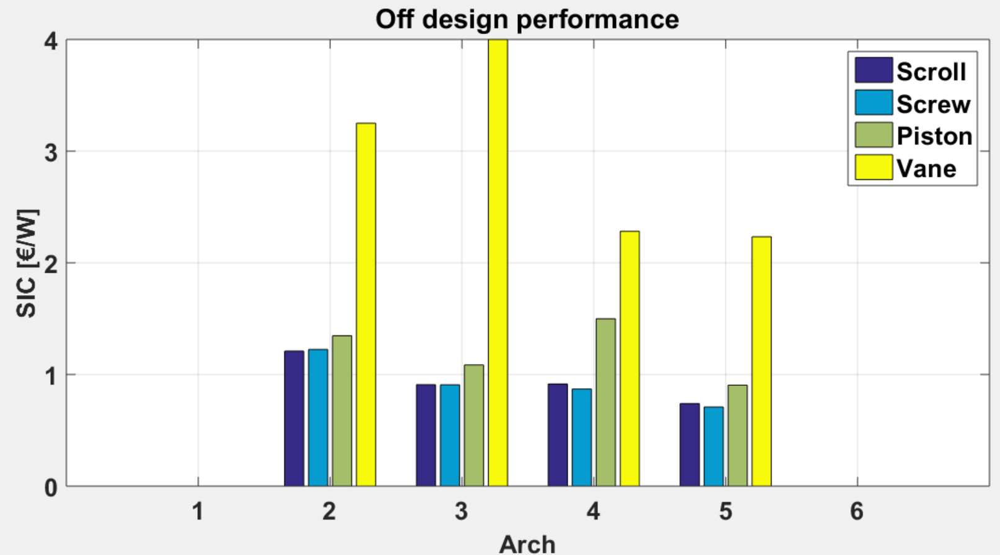 Off design performance
4
3
2
1
0
SIC [€/W]
Scroll
Screw
Piston
Vane
1 2 3 4 5 6
Arch